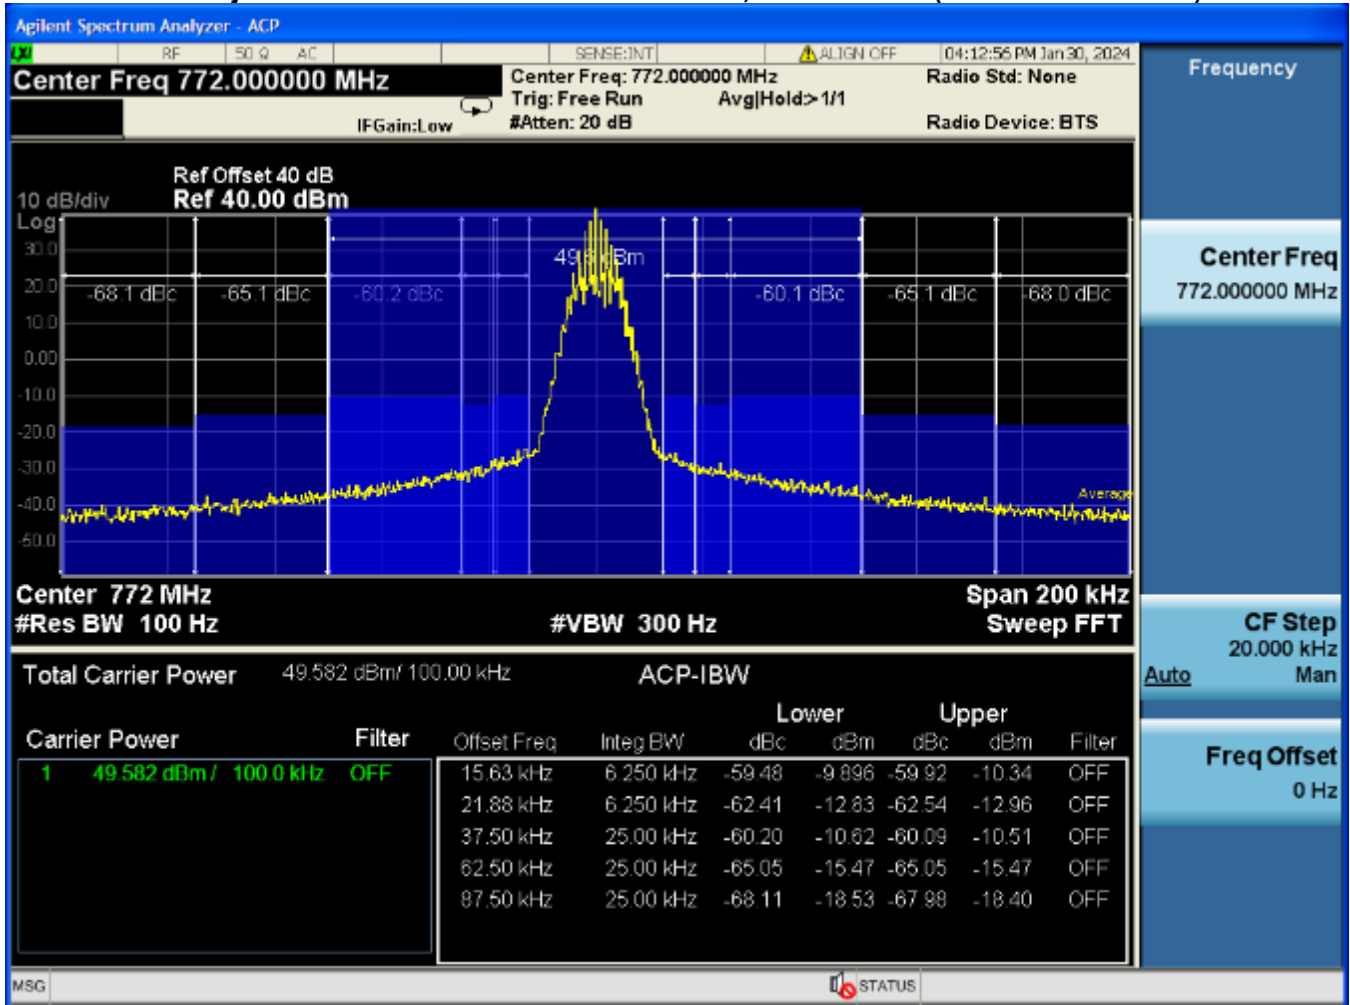 Agilent Spectrum Analyzer - ACP
LXI RF 50 Ω AC SENSE:INT ALIGN OFF 04:12:56 PM Jan 30, 2024
Center Freq 772.000000 MHz
Center Freq: 772.000000 MHz
Radio Std: None
Trig: Free Run Avg|Hold:>1/1
IFGain:Low #Atten: 20 dB Radio Device: BTS
Ref Offset 40 dB
10 dB/div Ref 40.00 dBm
Log
30.0
49.6 dBm
20.0
-68.1 dBc -65.1 dBc -60.2 dBc -60.1 dBc -65.1 dBc -68.0 dBc
10.0
0.00
-10.0
-20.0
-30.0
-40.0
Average
-50.0
Center 772 MHz Span 200 kHz
#Res BW 100 Hz #VBW 300 Hz Sweep FFT
Total Carrier Power 49.582 dBm/ 100.00 kHz ACP-IBW
Lower Upper
Carrier Power Filter Offset Freq Integ BW dBc dBm dBc dBm Filter
1 49.582 dBm / 100.0 kHz OFF 15.63 kHz 6.250 kHz -59.48 -9.896 -59.92 -10.34 OFF
21.88 kHz 6.250 kHz -62.41 -12.83 -62.54 -12.96 OFF
37.50 kHz 25.00 kHz -60.20 -10.62 -60.09 -10.51 OFF
62.50 kHz 25.00 kHz -65.05 -15.47 -65.05 -15.47 OFF
87.50 kHz 25.00 kHz -68.11 -18.53 -67.98 -18.40 OFF
MSG STATUS
Frequency
Center Freq
772.000000 MHz
CF Step
20.000 kHz
Auto Man
Freq Offset
0 Hz